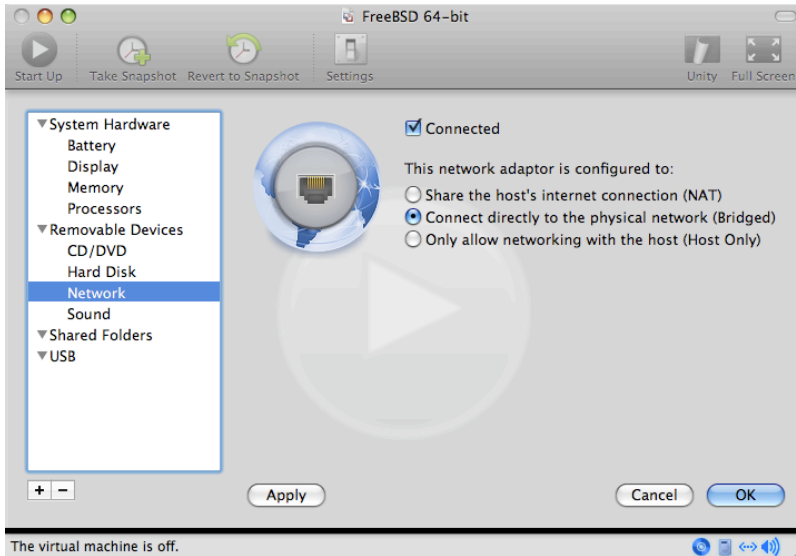 FreeBSD 64-bit
Start Up Take Snapshot Revert to Snapshot Settings Unity Full Screen
System Hardware
Battery
Display
Memory
Processors
Removable Devices
CD/DVD
Hard Disk
Network
Sound
Shared Folders
USB
Connected
This network adaptor is configured to:
Share the host's internet connection (NAT)
Connect directly to the physical network (Bridged)
Only allow networking with the host (Host Only)
+ −
Apply
Cancel
OK
The virtual machine is off.